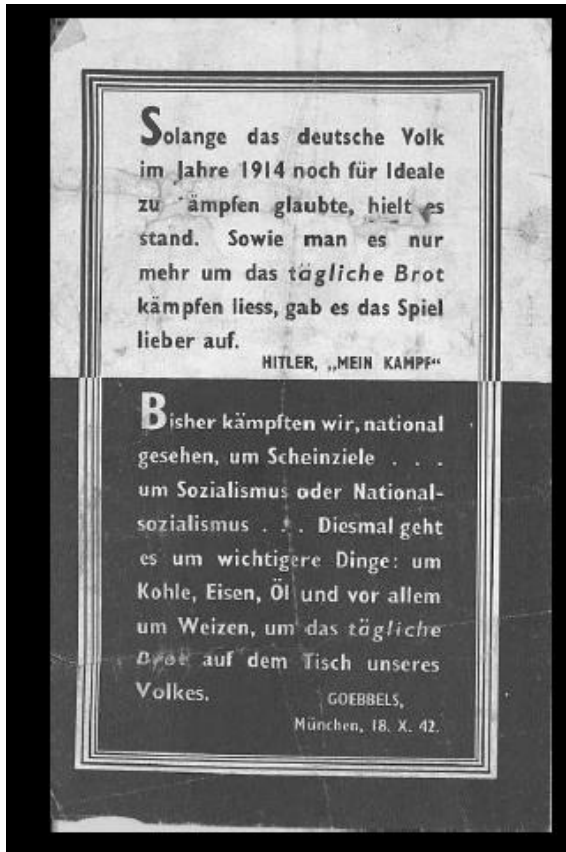 Solange das deutsche Volk
im Jahre 1914 noch für Ideale
zu ämpfen glaubte, hielt es
stand. Sowie man es nur
mehr um das tägliche Brot
kämpfen liess, gab es das Spiel
lieber auf.
HITLER, „MEIN KAMPF“
Bisher kämpften wir, national
gesehen, um Scheinziele . . .
um Sozialismus oder National-
sozialismus . . . Diesmal geht
es um wichtigere Dinge: um
Kohle, Eisen, Öl und vor allem
um Weizen, um das tägliche
Brot auf dem Tisch unseres
Volkes.
GOEBBELS,
München, 18. X. 42.